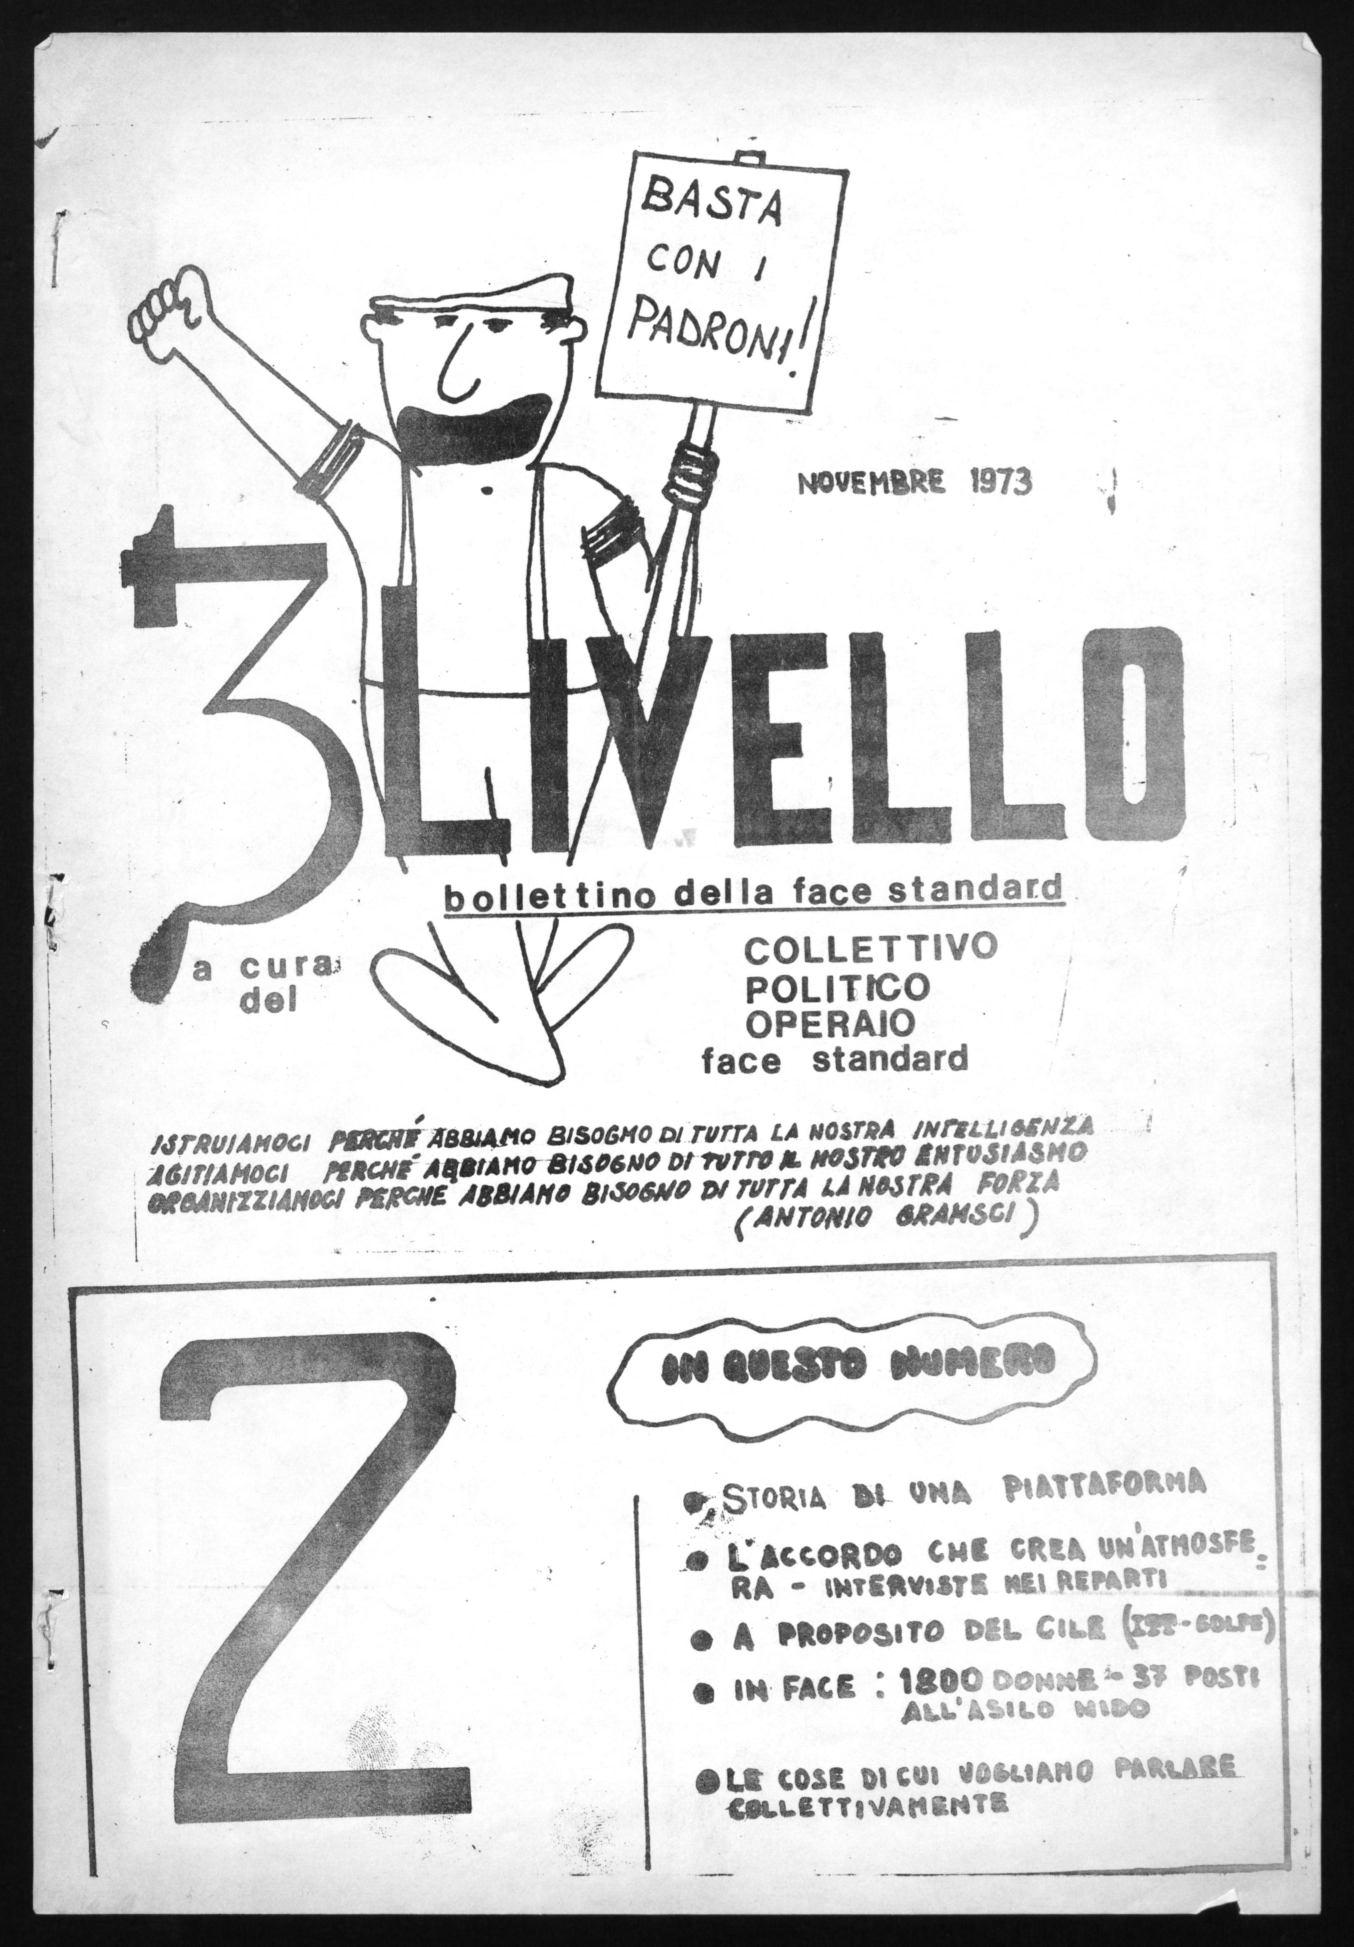 BASTA
CON I
PADRONI!
NOVEMBRE 1973
3 LIVELLO
bollettino della face standard
a cura
del
COLLETTIVO
POLITICO
OPERAIO
face standard
ISTRUIAMOCI PERCHÉ ABBIAMO BISOGNO DI TUTTA LA NOSTRA INTELLIGENZA
AGITIAMOCI PERCHÉ ABBIAMO BISOGNO DI TUTTO IL NOSTRO ENTUSIASMO
ORGANIZZIAMOCI PERCHE ABBIAMO BISOGNO DI TUTTA LA NOSTRA FORZA
(ANTONIO GRAMSCI)
2
IN QUESTO NUMERO
● STORIA DI UNA PIATTAFORMA
● L'ACCORDO CHE CREA UN'ATMOSFE=
RA - INTERVISTE NEI REPARTI
● A PROPOSITO DEL CILE (ITT-GOLPE)
● IN FACE : 1800 DONNE - 37 POSTI
ALL'ASILO NIDO
● LE COSE DI CUI VOGLIAMO PARLARE
COLLETTIVAMENTE